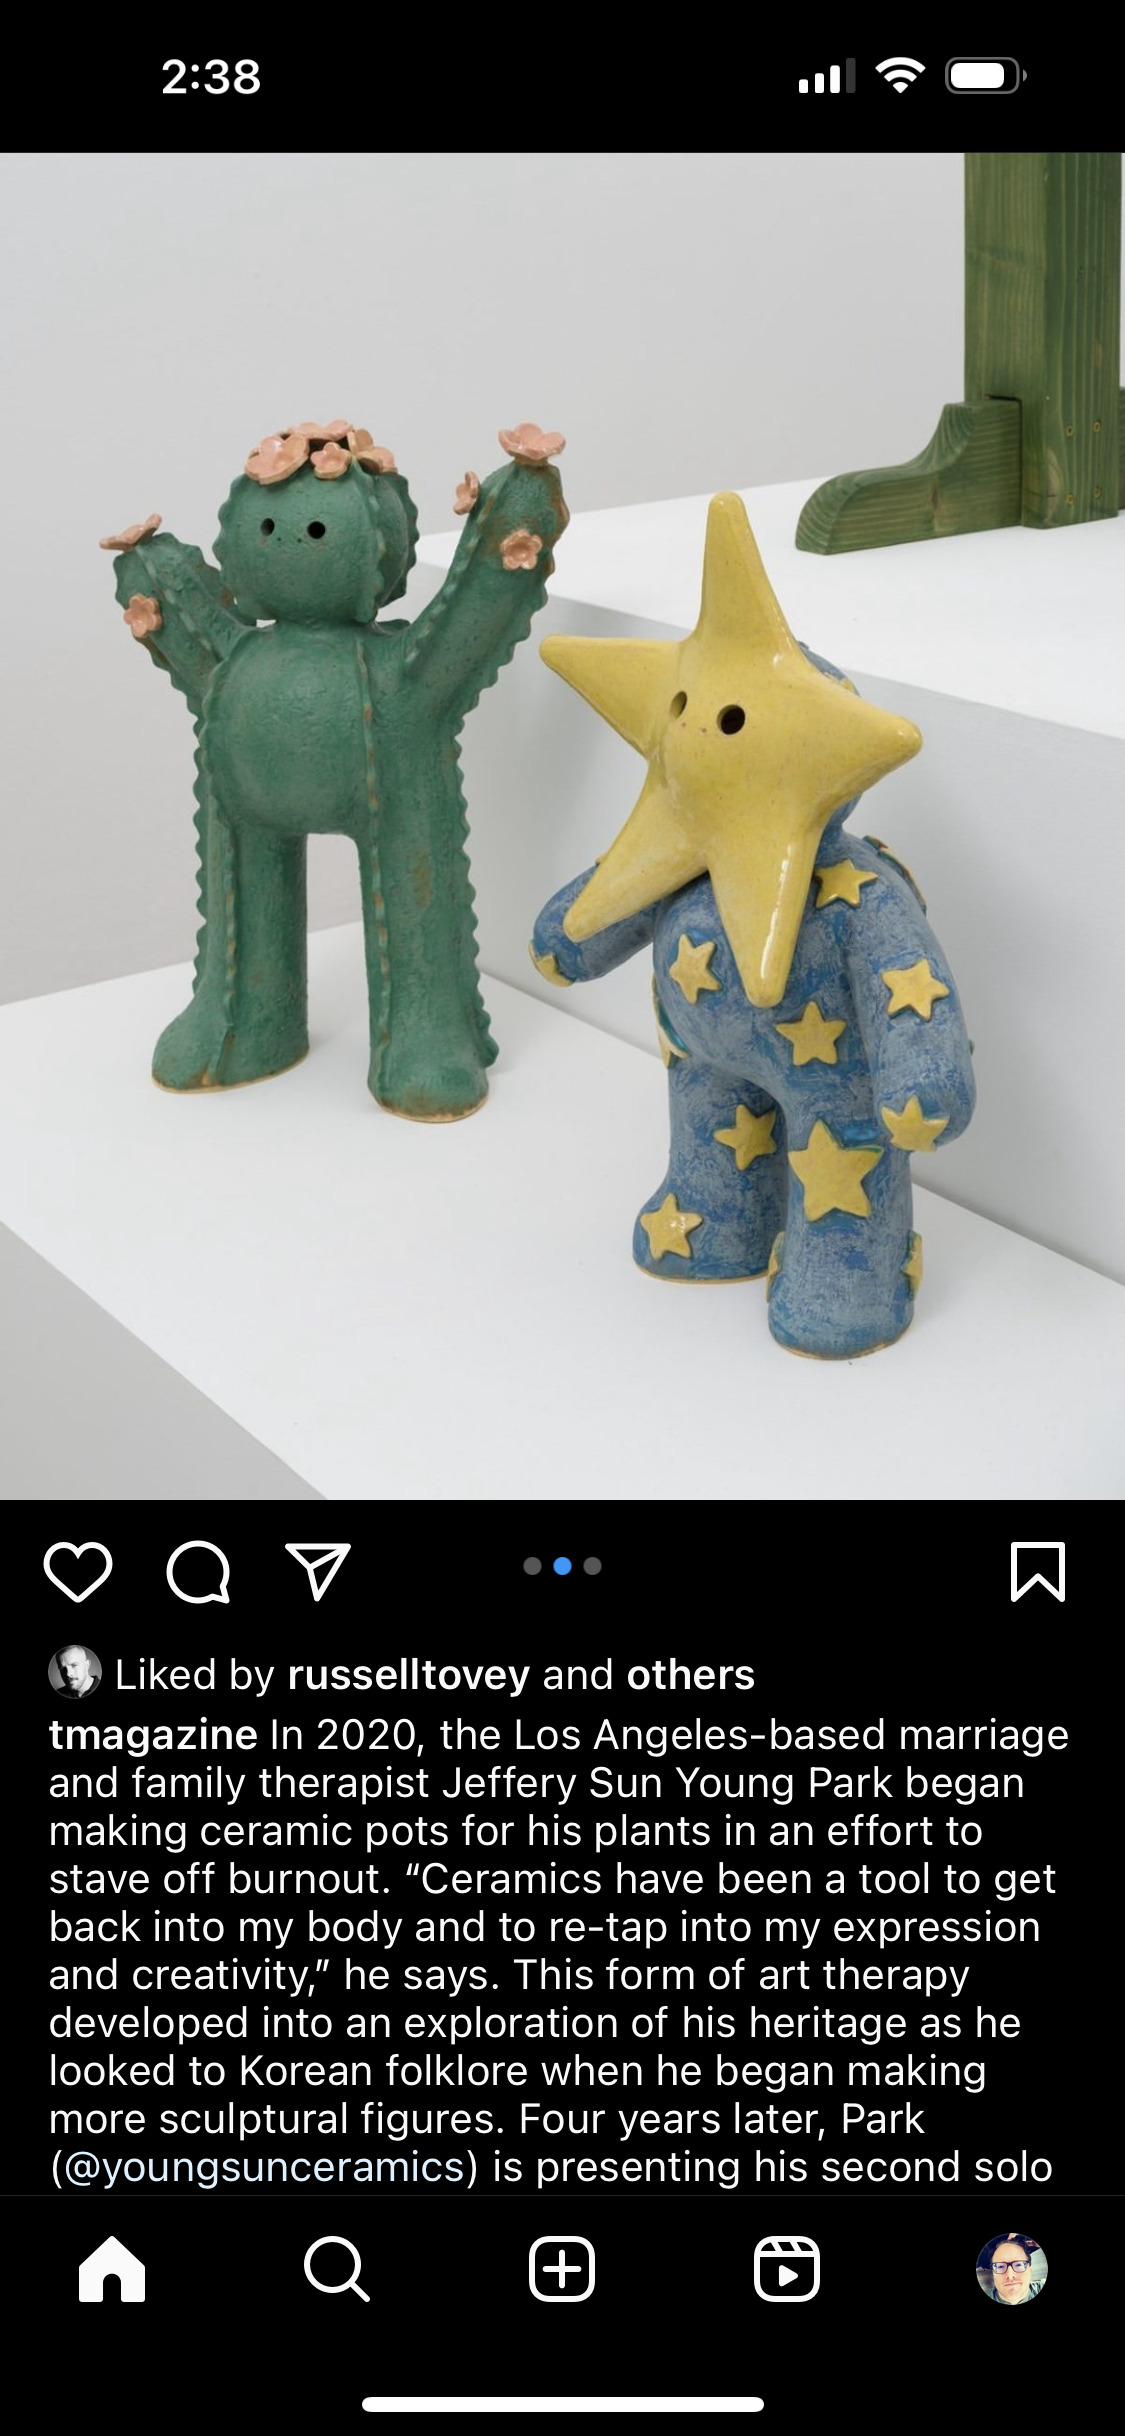 2:38
Liked by russelltovey and others
tmagazine In 2020, the Los Angeles-based marriage
and family therapist Jeffery Sun Young Park began
making ceramic pots for his plants in an effort to
stave off burnout. “Ceramics have been a tool to get
back into my body and to re-tap into my expression
and creativity,” he says. This form of art therapy
developed into an exploration of his heritage as he
looked to Korean folklore when he began making
more sculptural figures. Four years later, Park
(@youngsunceramics) is presenting his second solo